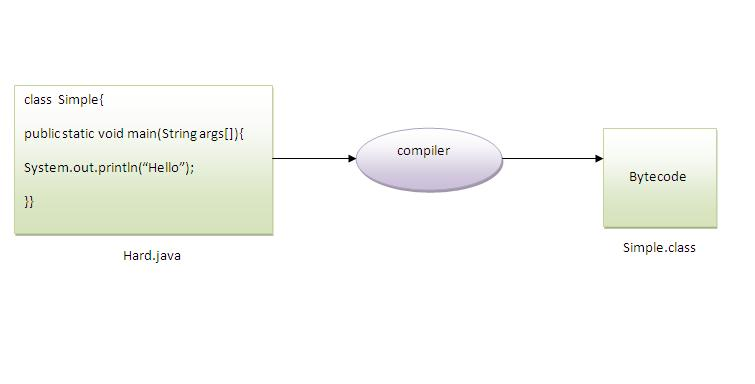 class Simple{
public static void main(String args[]){
System.out.println(“Hello”);
}}
Hard.java
compiler
Bytecode
Simple.class